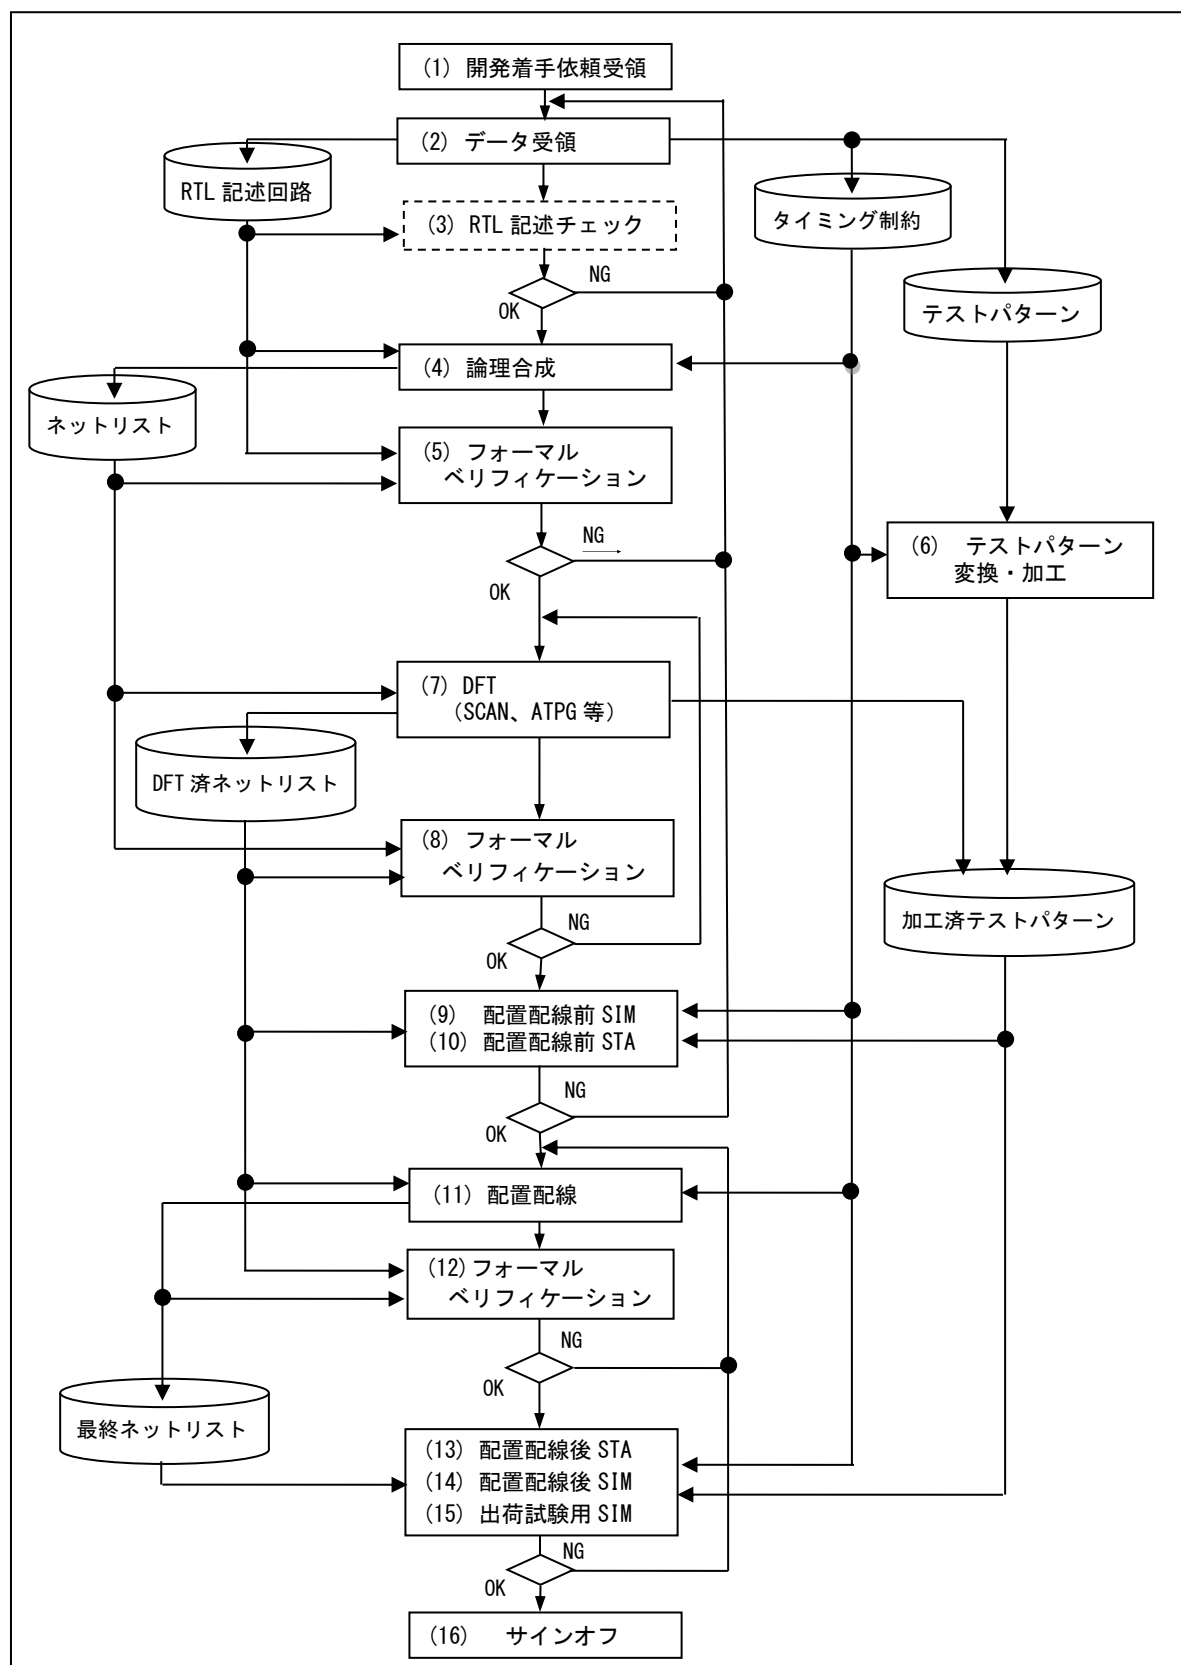 (1) 開発着手依頼受領
(2) データ受領
RTL 記述回路
タイミング制約
(3) RTL 記述チェック
NG
OK
テストパターン
(4) 論理合成
ネットリスト
(5) フォーマル
ベリフィケーション
NG
OK
(6) テストパターン
変換・加工
(7) DFT
(SCAN、ATPG 等)
DFT 済ネットリスト
(8) フォーマル
ベリフィケーション
NG
OK
加工済テストパターン
(9) 配置配線前 SIM
(10) 配置配線前 STA
NG
OK
(11) 配置配線
(12) フォーマル
ベリフィケーション
NG
OK
最終ネットリスト
(13) 配置配線後 STA
(14) 配置配線後 SIM
(15) 出荷試験用 SIM
NG
OK
(16) サインオフ